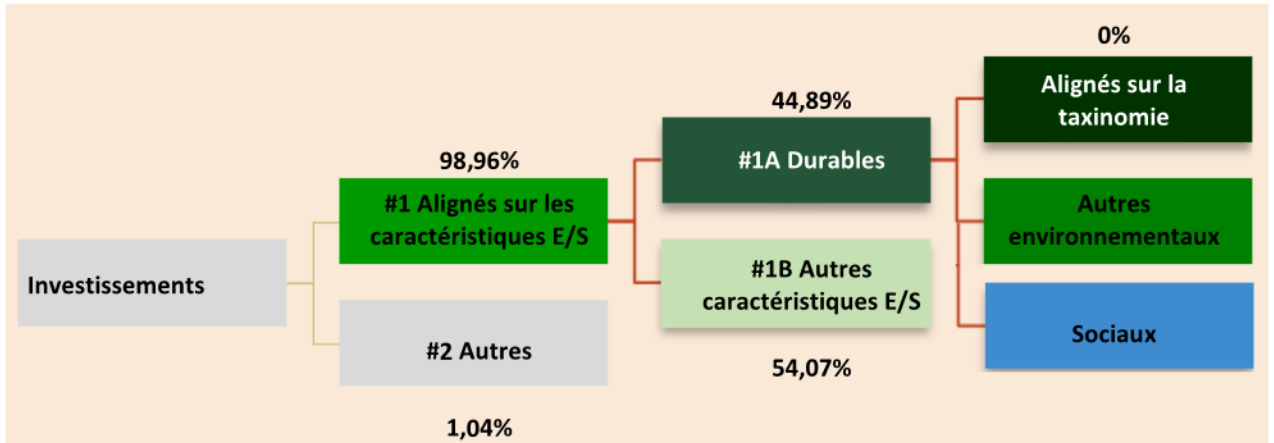 0%
Alignés sur la
taxinomie
44,89%
#1A Durables
98,96%
#1 Alignés sur les
caractéristiques E/S
Autres
environnementaux
Investissements
#1B Autres
caractéristiques E/S
Sociaux
#2 Autres
54,07%
1,04%